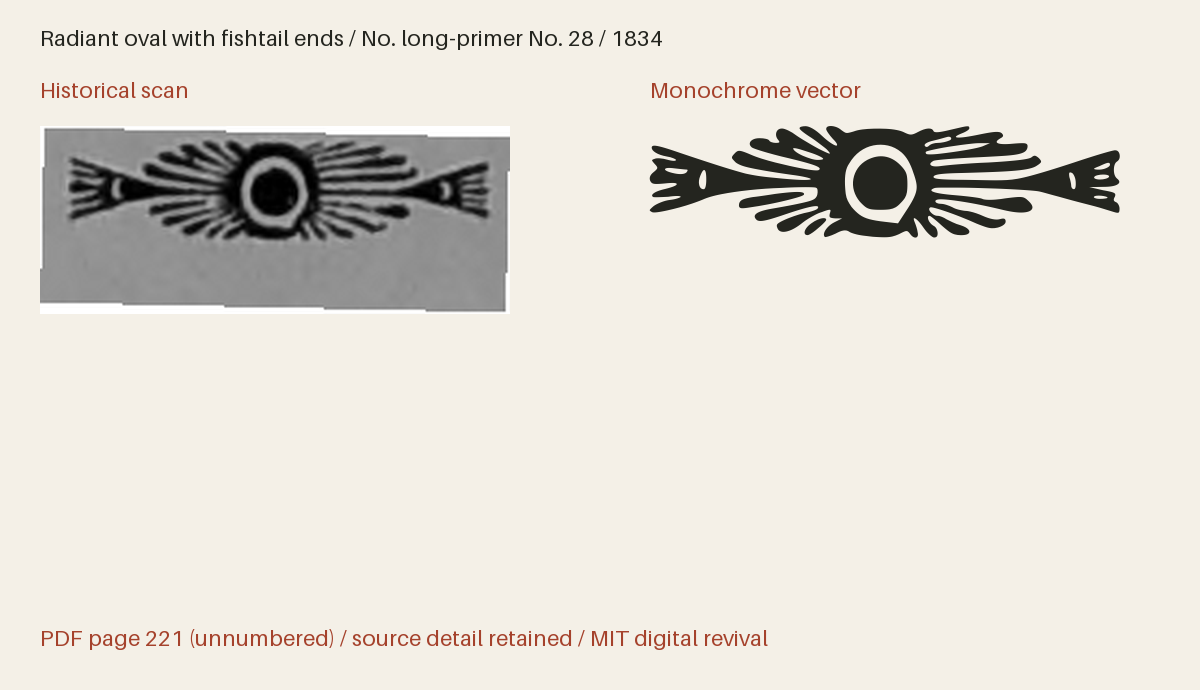 Radiant oval with fishtail ends / No. long-primer No. 28 / 1834
Historical scan
Monochrome vector
PDF page 221 (unnumbered) / source detail retained / MIT digital revival